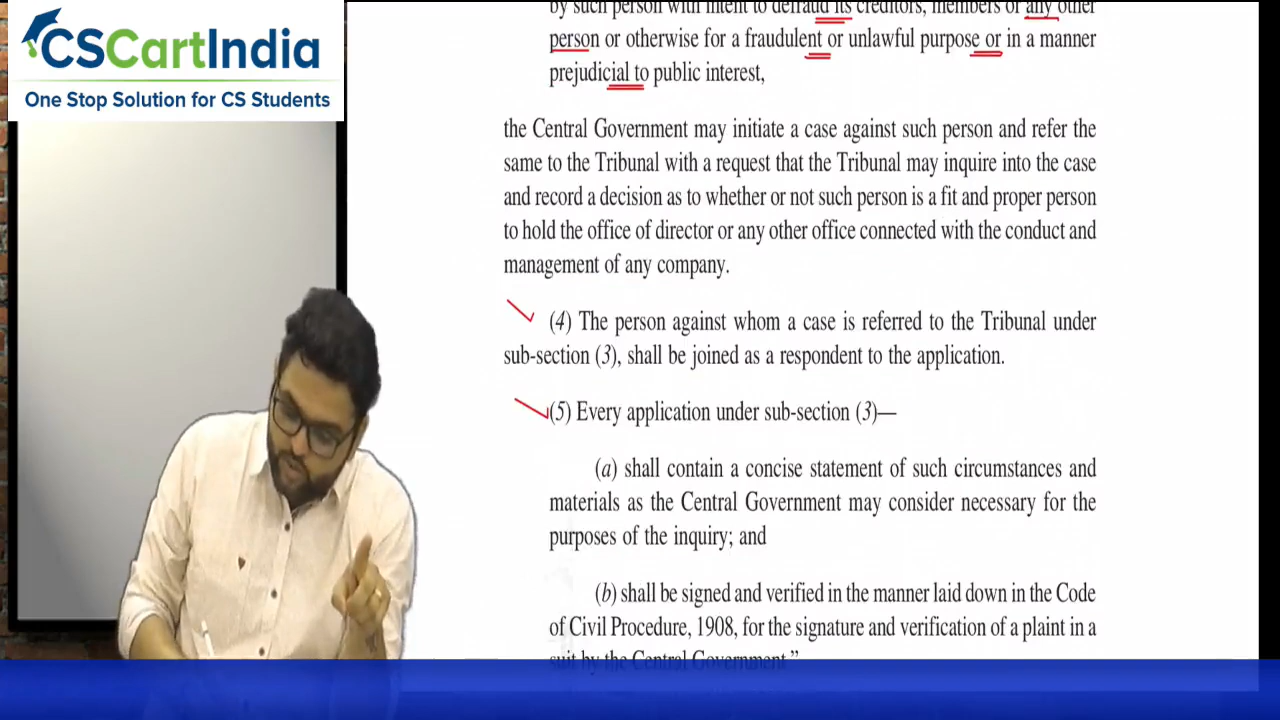 CSCartIndia
One Stop Solution for CS Students
by such person with intent to defraud its creditors, members or any other
person or otherwise for a fraudulent or unlawful purpose or in a manner
prejudicial to public interest,
the Central Government may initiate a case against such person and refer the
same to the Tribunal with a request that the Tribunal may inquire into the case
and record a decision as to whether or not such person is a fit and proper person
to hold the office of director or any other office connected with the conduct and
management of any company.
(4) The person against whom a case is referred to the Tribunal under
sub-section (3), shall be joined as a respondent to the application.
(5) Every application under sub-section (3)—
(a) shall contain a concise statement of such circumstances and
materials as the Central Government may consider necessary for the
purposes of the inquiry; and
(b) shall be signed and verified in the manner laid down in the Code
of Civil Procedure, 1908, for the signature and verification of a plaint in a
suit by the Central Government.”